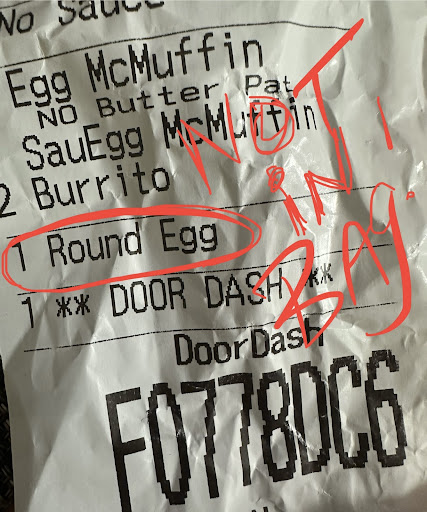 No Sauce
Egg McMuffin
NO Butter Pat
SauEgg McMuffin
2 Burrito
NOT
iN
BAg
1 Round Egg
1 ** DOOR DASH **
DoorDash
F0778DC6